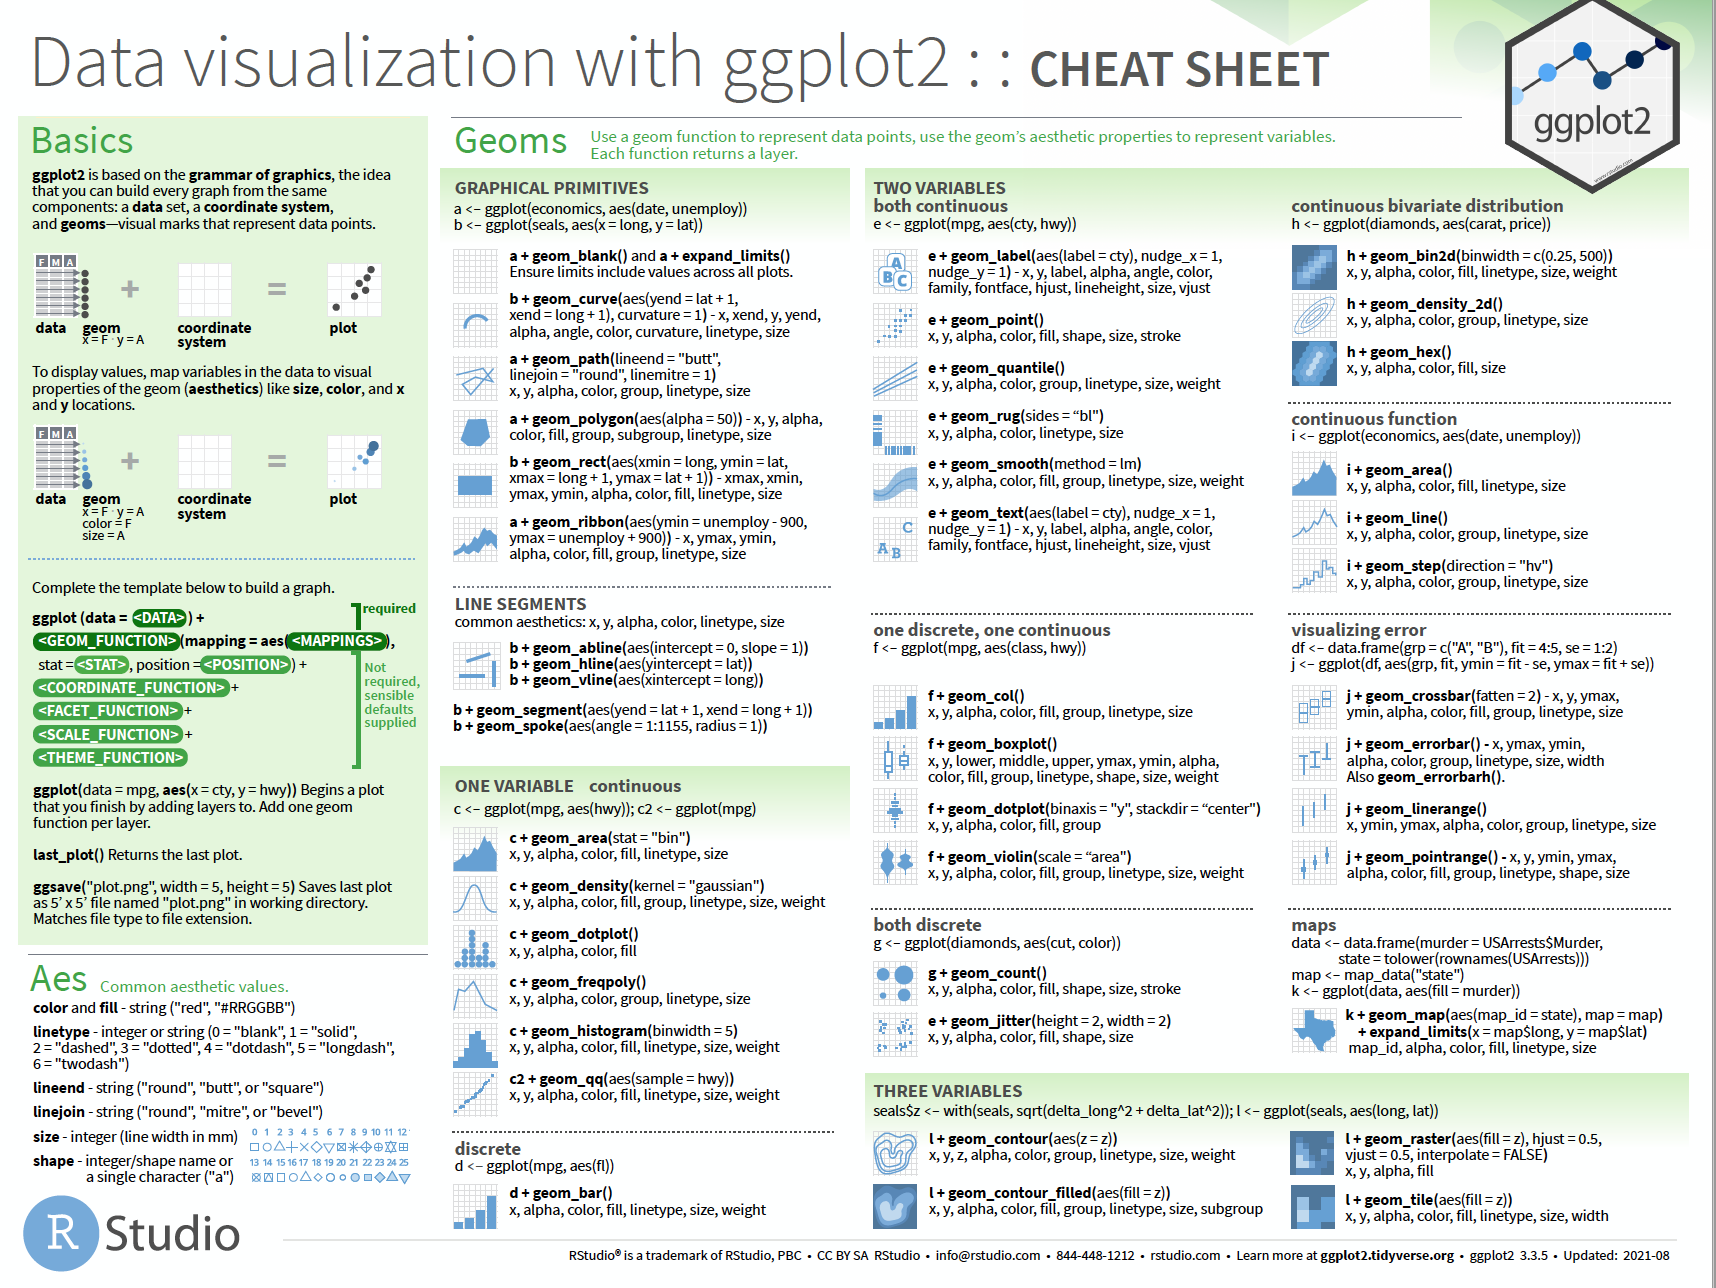 Data visualization with ggplot2 : : CHEAT SHEET
ggplot2
www.rstudio.com
Basics
ggplot2 is based on the grammar of graphics, the idea
that you can build every graph from the same
components: a data set, a coordinate system,
and geoms—visual marks that represent data points.
F M A
+ =
data geom coordinate plot
x = F · y = A system
To display values, map variables in the data to visual
properties of the geom (aesthetics) like size, color, and x
and y locations.
F M A
+ =
data geom coordinate plot
x = F · y = A system
color = F
size = A
Complete the template below to build a graph.
required
ggplot (data = <DATA>) +
<GEOM_FUNCTION>(mapping = aes(<MAPPINGS>),
stat = <STAT>, position = <POSITION>) +
<COORDINATE_FUNCTION> +
<FACET_FUNCTION> +
<SCALE_FUNCTION> +
<THEME_FUNCTION>
Not
required,
sensible
defaults
supplied
ggplot(data = mpg, aes(x = cty, y = hwy)) Begins a plot
that you finish by adding layers to. Add one geom
function per layer.
last_plot() Returns the last plot.
ggsave("plot.png", width = 5, height = 5) Saves last plot
as 5' x 5' file named "plot.png" in working directory.
Matches file type to file extension.
Aes Common aesthetic values.
color and fill - string ("red", "#RRGGBB")
linetype - integer or string (0 = "blank", 1 = "solid",
2 = "dashed", 3 = "dotted", 4 = "dotdash", 5 = "longdash",
6 = "twodash")
lineend - string ("round", "butt", or "square")
linejoin - string ("round", "mitre", or "bevel")
size - integer (line width in mm)
0 1 2 3 4 5 6 7 8 9 10 11 12
shape - integer/shape name or
a single character ("a")
13 14 15 16 17 18 19 20 21 22 23 24 25
R Studio
Geoms Use a geom function to represent data points, use the geom's aesthetic properties to represent variables.
Each function returns a layer.
GRAPHICAL PRIMITIVES
a <- ggplot(economics, aes(date, unemploy))
b <- ggplot(seals, aes(x = long, y = lat))
a + geom_blank() and a + expand_limits()
Ensure limits include values across all plots.
b + geom_curve(aes(yend = lat + 1,
xend = long + 1), curvature = 1) - x, xend, y, yend,
alpha, angle, color, curvature, linetype, size
a + geom_path(lineend = "butt",
linejoin = "round", linemitre = 1)
x, y, alpha, color, group, linetype, size
a + geom_polygon(aes(alpha = 50)) - x, y, alpha,
color, fill, group, subgroup, linetype, size
b + geom_rect(aes(xmin = long, ymin = lat,
xmax = long + 1, ymax = lat + 1)) - xmax, xmin,
ymax, ymin, alpha, color, fill, linetype, size
a + geom_ribbon(aes(ymin = unemploy - 900,
ymax = unemploy + 900)) - x, ymax, ymin,
alpha, color, fill, group, linetype, size
LINE SEGMENTS
common aesthetics: x, y, alpha, color, linetype, size
b + geom_abline(aes(intercept = 0, slope = 1))
b + geom_hline(aes(yintercept = lat))
b + geom_vline(aes(xintercept = long))
b + geom_segment(aes(yend = lat + 1, xend = long + 1))
b + geom_spoke(aes(angle = 1:1155, radius = 1))
ONE VARIABLE continuous
c <- ggplot(mpg, aes(hwy)); c2 <- ggplot(mpg)
c + geom_area(stat = "bin")
x, y, alpha, color, fill, linetype, size
c + geom_density(kernel = "gaussian")
x, y, alpha, color, fill, group, linetype, size, weight
c + geom_dotplot()
x, y, alpha, color, fill
c + geom_freqpoly()
x, y, alpha, color, group, linetype, size
c + geom_histogram(binwidth = 5)
x, y, alpha, color, fill, linetype, size, weight
c2 + geom_qq(aes(sample = hwy))
x, y, alpha, color, fill, linetype, size, weight
discrete
d <- ggplot(mpg, aes(fl))
d + geom_bar()
x, alpha, color, fill, linetype, size, weight
TWO VARIABLES
both continuous
e <- ggplot(mpg, aes(cty, hwy))
A B C
e + geom_label(aes(label = cty), nudge_x = 1,
nudge_y = 1) - x, y, label, alpha, angle, color,
family, fontface, hjust, lineheight, size, vjust
e + geom_point()
x, y, alpha, color, fill, shape, size, stroke
e + geom_quantile()
x, y, alpha, color, group, linetype, size, weight
e + geom_rug(sides = “bl")
x, y, alpha, color, linetype, size
e + geom_smooth(method = lm)
x, y, alpha, color, fill, group, linetype, size, weight
A B C
e + geom_text(aes(label = cty), nudge_x = 1,
nudge_y = 1) - x, y, label, alpha, angle, color,
family, fontface, hjust, lineheight, size, vjust
one discrete, one continuous
f <- ggplot(mpg, aes(class, hwy))
f + geom_col()
x, y, alpha, color, fill, group, linetype, size
f + geom_boxplot()
x, y, lower, middle, upper, ymax, ymin, alpha,
color, fill, group, linetype, shape, size, weight
f + geom_dotplot(binaxis = "y", stackdir = “center")
x, y, alpha, color, fill, group
f + geom_violin(scale = “area")
x, y, alpha, color, fill, group, linetype, size, weight
both discrete
g <- ggplot(diamonds, aes(cut, color))
g + geom_count()
x, y, alpha, color, fill, shape, size, stroke
e + geom_jitter(height = 2, width = 2)
x, y, alpha, color, fill, shape, size
continuous bivariate distribution
h <- ggplot(diamonds, aes(carat, price))
h + geom_bin2d(binwidth = c(0.25, 500))
x, y, alpha, color, fill, linetype, size, weight
h + geom_density_2d()
x, y, alpha, color, group, linetype, size
h + geom_hex()
x, y, alpha, color, fill, size
continuous function
i <- ggplot(economics, aes(date, unemploy))
i + geom_area()
x, y, alpha, color, fill, linetype, size
i + geom_line()
x, y, alpha, color, group, linetype, size
i + geom_step(direction = "hv")
x, y, alpha, color, group, linetype, size
visualizing error
df <- data.frame(grp = c("A", "B"), fit = 4:5, se = 1:2)
j <- ggplot(df, aes(grp, fit, ymin = fit - se, ymax = fit + se))
j + geom_crossbar(fatten = 2) - x, y, ymax,
ymin, alpha, color, fill, group, linetype, size
j + geom_errorbar() - x, ymax, ymin,
alpha, color, group, linetype, size, width
Also geom_errorbarh().
j + geom_linerange()
x, ymin, ymax, alpha, color, group, linetype, size
j + geom_pointrange() - x, y, ymin, ymax,
alpha, color, fill, group, linetype, shape, size
maps
data <- data.frame(murder = USArrests$Murder,
state = tolower(rownames(USArrests)))
map <- map_data("state")
k <- ggplot(data, aes(fill = murder))
k + geom_map(aes(map_id = state), map = map)
+ expand_limits(x = map$long, y = map$lat)
map_id, alpha, color, fill, linetype, size
THREE VARIABLES
seals$z <- with(seals, sqrt(delta_long^2 + delta_lat^2)); l <- ggplot(seals, aes(long, lat))
l + geom_contour(aes(z = z))
x, y, z, alpha, color, group, linetype, size, weight
l + geom_contour_filled(aes(fill = z))
x, y, alpha, color, fill, group, linetype, size, subgroup
l + geom_raster(aes(fill = z), hjust = 0.5,
vjust = 0.5, interpolate = FALSE)
x, y, alpha, fill
l + geom_tile(aes(fill = z))
x, y, alpha, color, fill, linetype, size, width
RStudio® is a trademark of RStudio, PBC • CC BY SA RStudio • info@rstudio.com • 844-448-1212 • rstudio.com • Learn more at ggplot2.tidyverse.org • ggplot2 3.3.5 • Updated: 2021-08